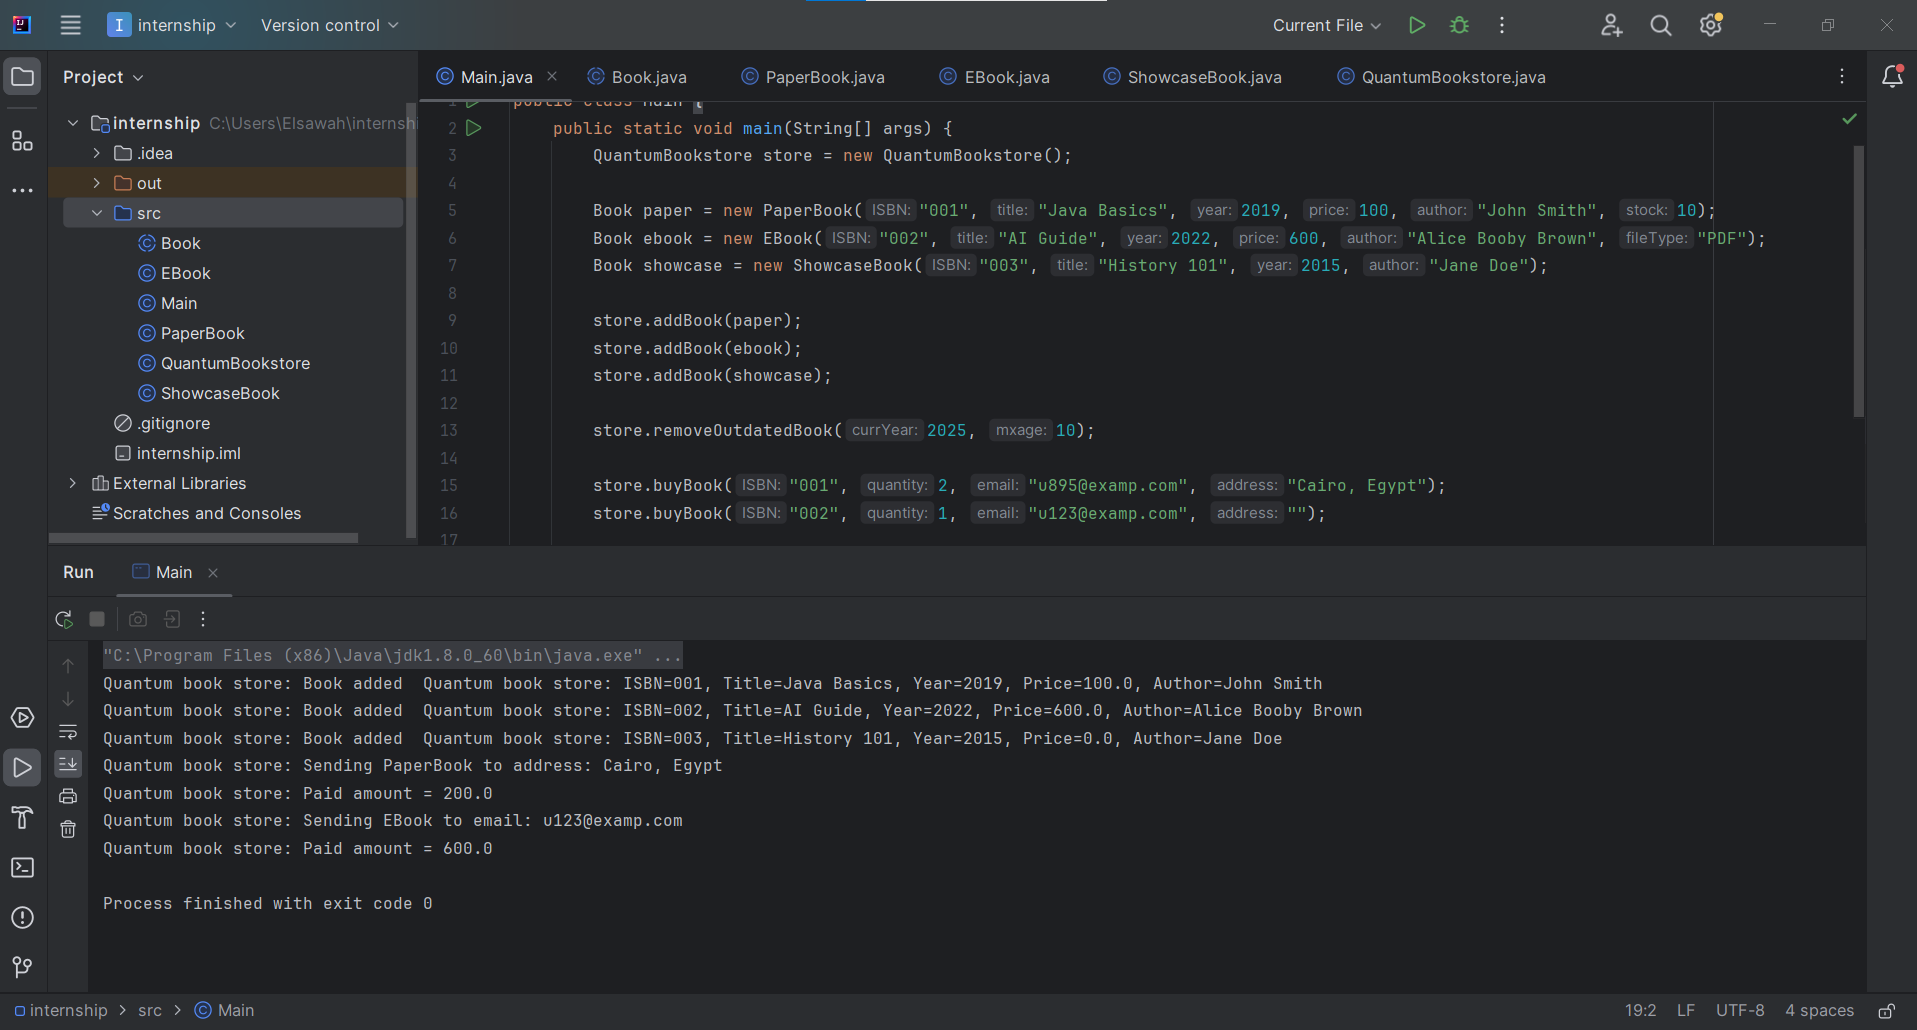 I internship Version control Current File
Project
Main.java Book.java PaperBook.java EBook.java ShowcaseBook.java QuantumBookstore.java
internship C:\Users\Elsawah\internshi
.idea
out
src
Book
EBook
Main
PaperBook
QuantumBookstore
ShowcaseBook
.gitignore
internship.iml
External Libraries
Scratches and Consoles
1 public class Main {
2 public static void main(String[] args) {
3 QuantumBookstore store = new QuantumBookstore();
4
5 Book paper = new PaperBook( ISBN: "001", title: "Java Basics", year: 2019, price: 100, author: "John Smith", stock: 10);
6 Book ebook = new EBook( ISBN: "002", title: "AI Guide", year: 2022, price: 600, author: "Alice Booby Brown", fileType: "PDF");
7 Book showcase = new ShowcaseBook( ISBN: "003", title: "History 101", year: 2015, author: "Jane Doe");
8
9 store.addBook(paper);
10 store.addBook(ebook);
11 store.addBook(showcase);
12
13 store.removeOutdatedBook( currYear: 2025, mxage: 10);
14
15 store.buyBook( ISBN: "001", quantity: 2, email: "u895@examp.com", address: "Cairo, Egypt");
16 store.buyBook( ISBN: "002", quantity: 1, email: "u123@examp.com", address: "");
17
Run Main
"C:\Program Files (x86)\Java\jdk1.8.0_60\bin\java.exe" ...
Quantum book store: Book added  Quantum book store: ISBN=001, Title=Java Basics, Year=2019, Price=100.0, Author=John Smith
Quantum book store: Book added  Quantum book store: ISBN=002, Title=AI Guide, Year=2022, Price=600.0, Author=Alice Booby Brown
Quantum book store: Book added  Quantum book store: ISBN=003, Title=History 101, Year=2015, Price=0.0, Author=Jane Doe
Quantum book store: Sending PaperBook to address: Cairo, Egypt
Quantum book store: Paid amount = 200.0
Quantum book store: Sending EBook to email: u123@examp.com
Quantum book store: Paid amount = 600.0
Process finished with exit code 0
internship > src > Main 19:2 LF UTF-8 4 spaces